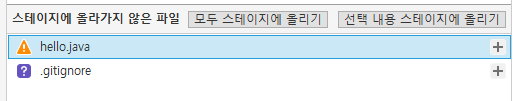 스테이지에 올라가지 않은 파일 모두 스테이지에 올리기 선택 내용 스테이지에 올리기
hello.java
.gitignore